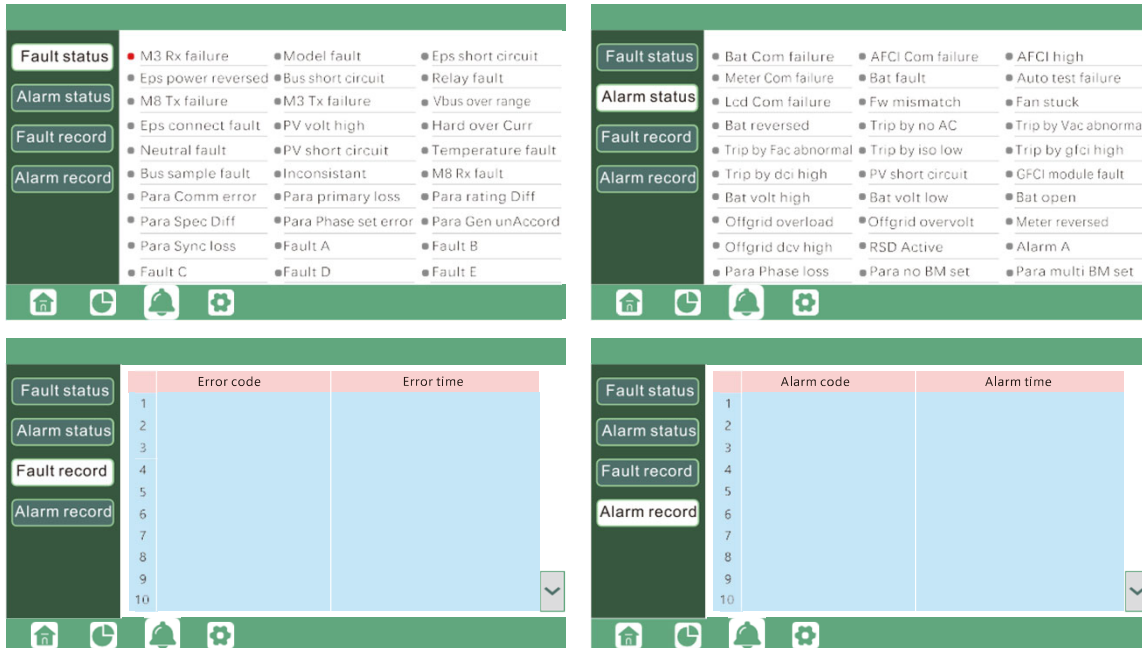 Fault status
Alarm status
Fault record
Alarm record
M3 Rx failure Model fault Eps short circuit
Eps power reversed Bus short circuit Relay fault
M8 Tx failure M3 Tx failure Vbus over range
Eps connect fault PV volt high Hard over Curr
Neutral fault PV short circuit Temperature fault
Bus sample fault Inconsistant M8 Rx fault
Para Comm error Para primary loss Para rating Diff
Para Spec Diff Para Phase set error Para Gen unAccord
Para Sync loss Fault A Fault B
Fault C Fault D Fault E
Fault status
Alarm status
Fault record
Alarm record
Bat Com failure AFCI Com failure AFCI high
Meter Com failure Bat fault Auto test failure
Lcd Com failure Fw mismatch Fan stuck
Bat reversed Trip by no AC Trip by Vac abnorma
Trip by Fac abnormal Trip by iso low Trip by gfci high
Trip by dci high PV short circuit GFCI module fault
Bat volt high Bat volt low Bat open
Offgrid overload Offgrid overvolt Meter reversed
Offgrid dcv high RSD Active Alarm A
Para Phase loss Para no BM set Para multi BM set
Fault status
Alarm status
Fault record
Alarm record
Error code Error time
1
2
3
4
5
6
7
8
9
10
Fault status
Alarm status
Fault record
Alarm record
Alarm code Alarm time
1
2
3
4
5
6
7
8
9
10